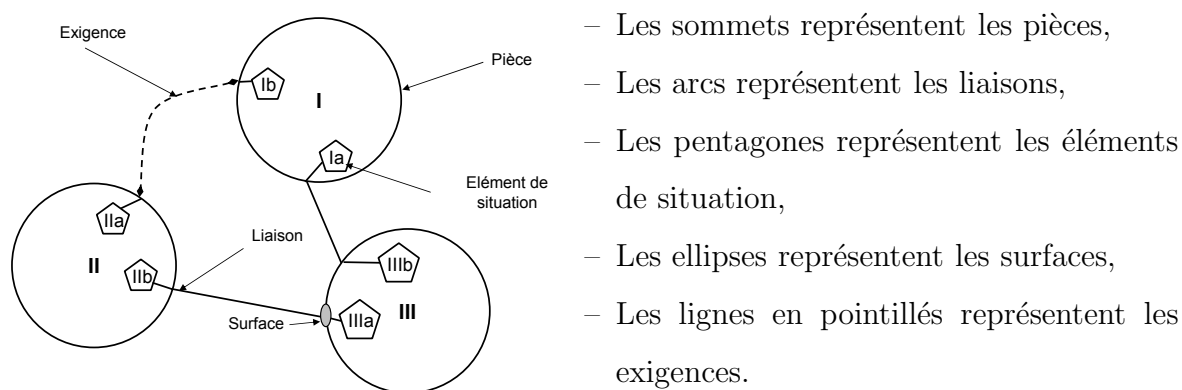 Exigence
Pièce
Ib
I
Ia
Elément de
situation
IIa
Liaison
II
IIb
IIIb
IIIa
III
Surface
– Les sommets représentent les pièces,
– Les arcs représentent les liaisons,
– Les pentagones représentent les éléments
de situation,
– Les ellipses représentent les surfaces,
– Les lignes en pointillés représentent les
exigences.